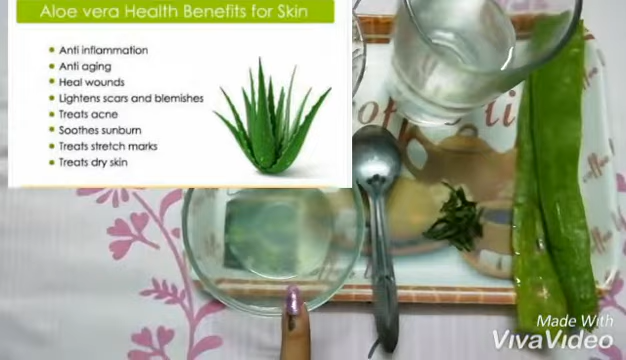 Aloe vera Health Benefits for Skin
Anti inflammation
Anti aging
Heal wounds
Lightens scars and blemishes
Treats acne
Soothes sunburn
Treats stretch marks
Treats dry skin
Made With
VivaVideo